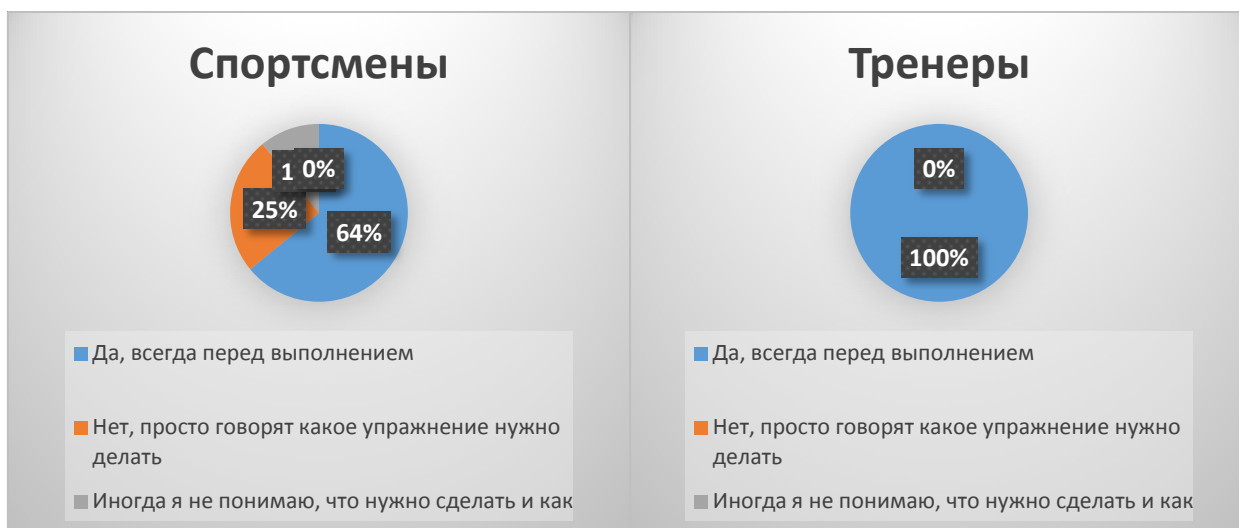 Спортсмены
1
0%
25%
64%
Да, всегда перед выполнением
Нет, просто говорят какое упражнение нужно
делать
Иногда я не понимаю, что нужно сделать и как
Тренеры
0%
100%
Да, всегда перед выполнением
Нет, просто говорят какое упражнение нужно
делать
Иногда я не понимаю, что нужно сделать и как